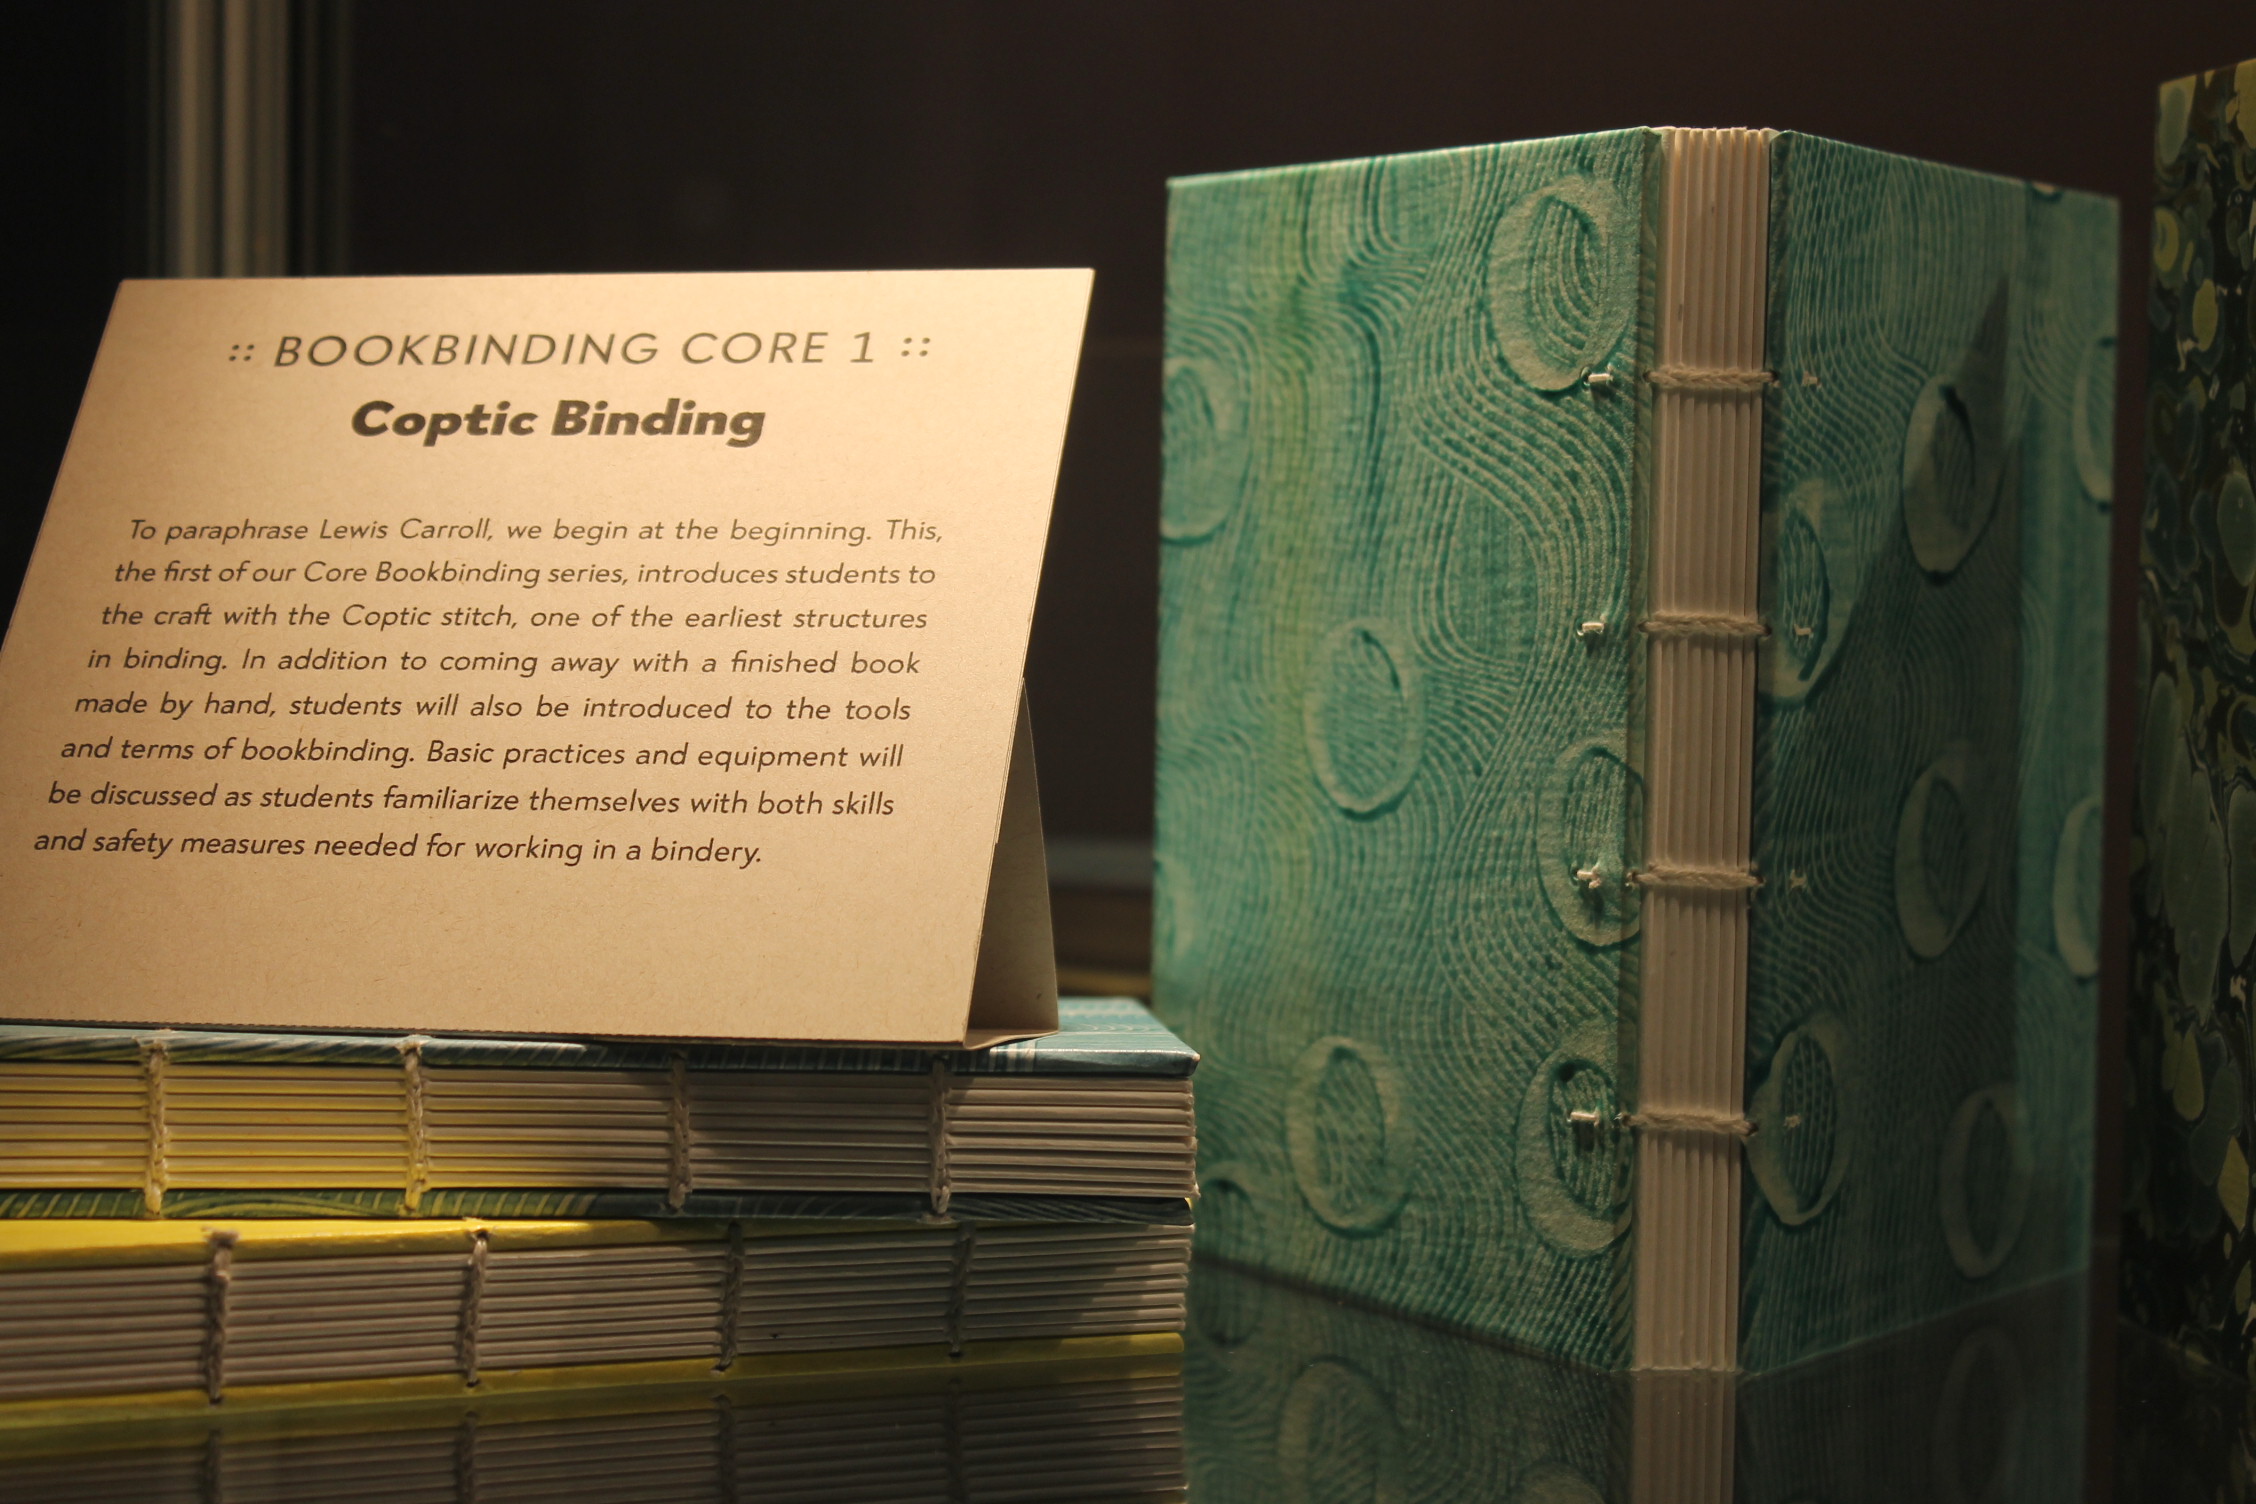 :: BOOKBINDING CORE 1 ::
Coptic Binding
To paraphrase Lewis Carroll, we begin at the beginning. This,
the first of our Core Bookbinding series, introduces students to
the craft with the Coptic stitch, one of the earliest structures
in binding. In addition to coming away with a finished book
made by hand, students will also be introduced to the tools
and terms of bookbinding. Basic practices and equipment will
be discussed as students familiarize themselves with both skills
and safety measures needed for working in a bindery.